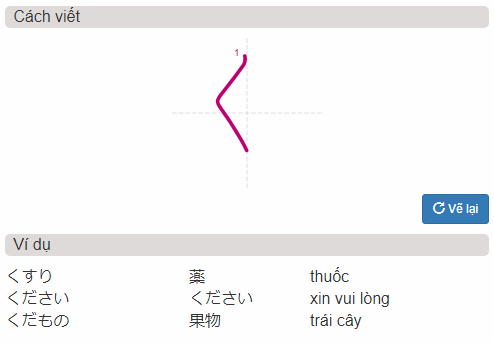 Cách viết
1
Vẽ lại
Ví dụ
くすり 薬 thuốc
ください ください xin vui lòng
くだもの 果物 trái cây